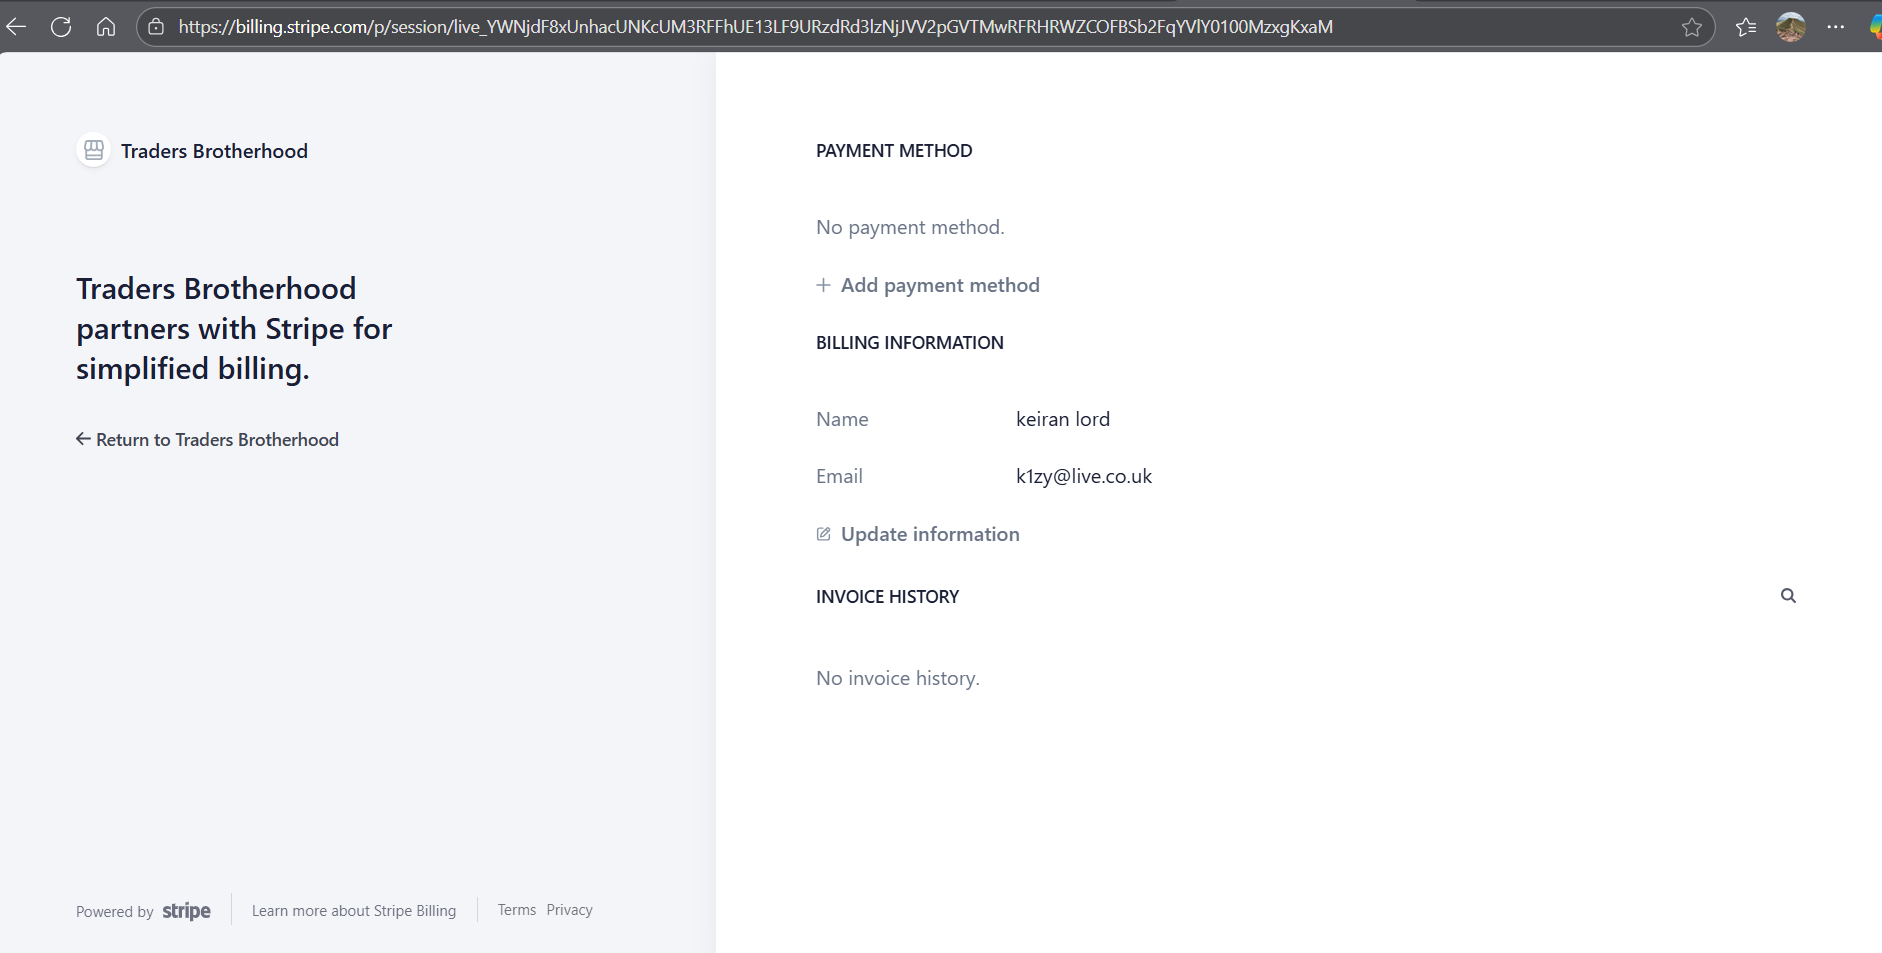 https://billing.stripe.com/p/session/live_YWNjdF8xUnhacUNKcUM3RFFhUE13LF9URzdRd3lzNjJVV2pGVTMwRFRHRWZCOFBSb2FqYVlY0100MzxgKxaM
Traders Brotherhood
Traders Brotherhood
partners with Stripe for
simplified billing.
Return to Traders Brotherhood
Powered by stripe
Learn more about Stripe Billing
Terms Privacy
PAYMENT METHOD
No payment method.
Add payment method
BILLING INFORMATION
Name keiran lord
Email k1zy@live.co.uk
Update information
INVOICE HISTORY
No invoice history.